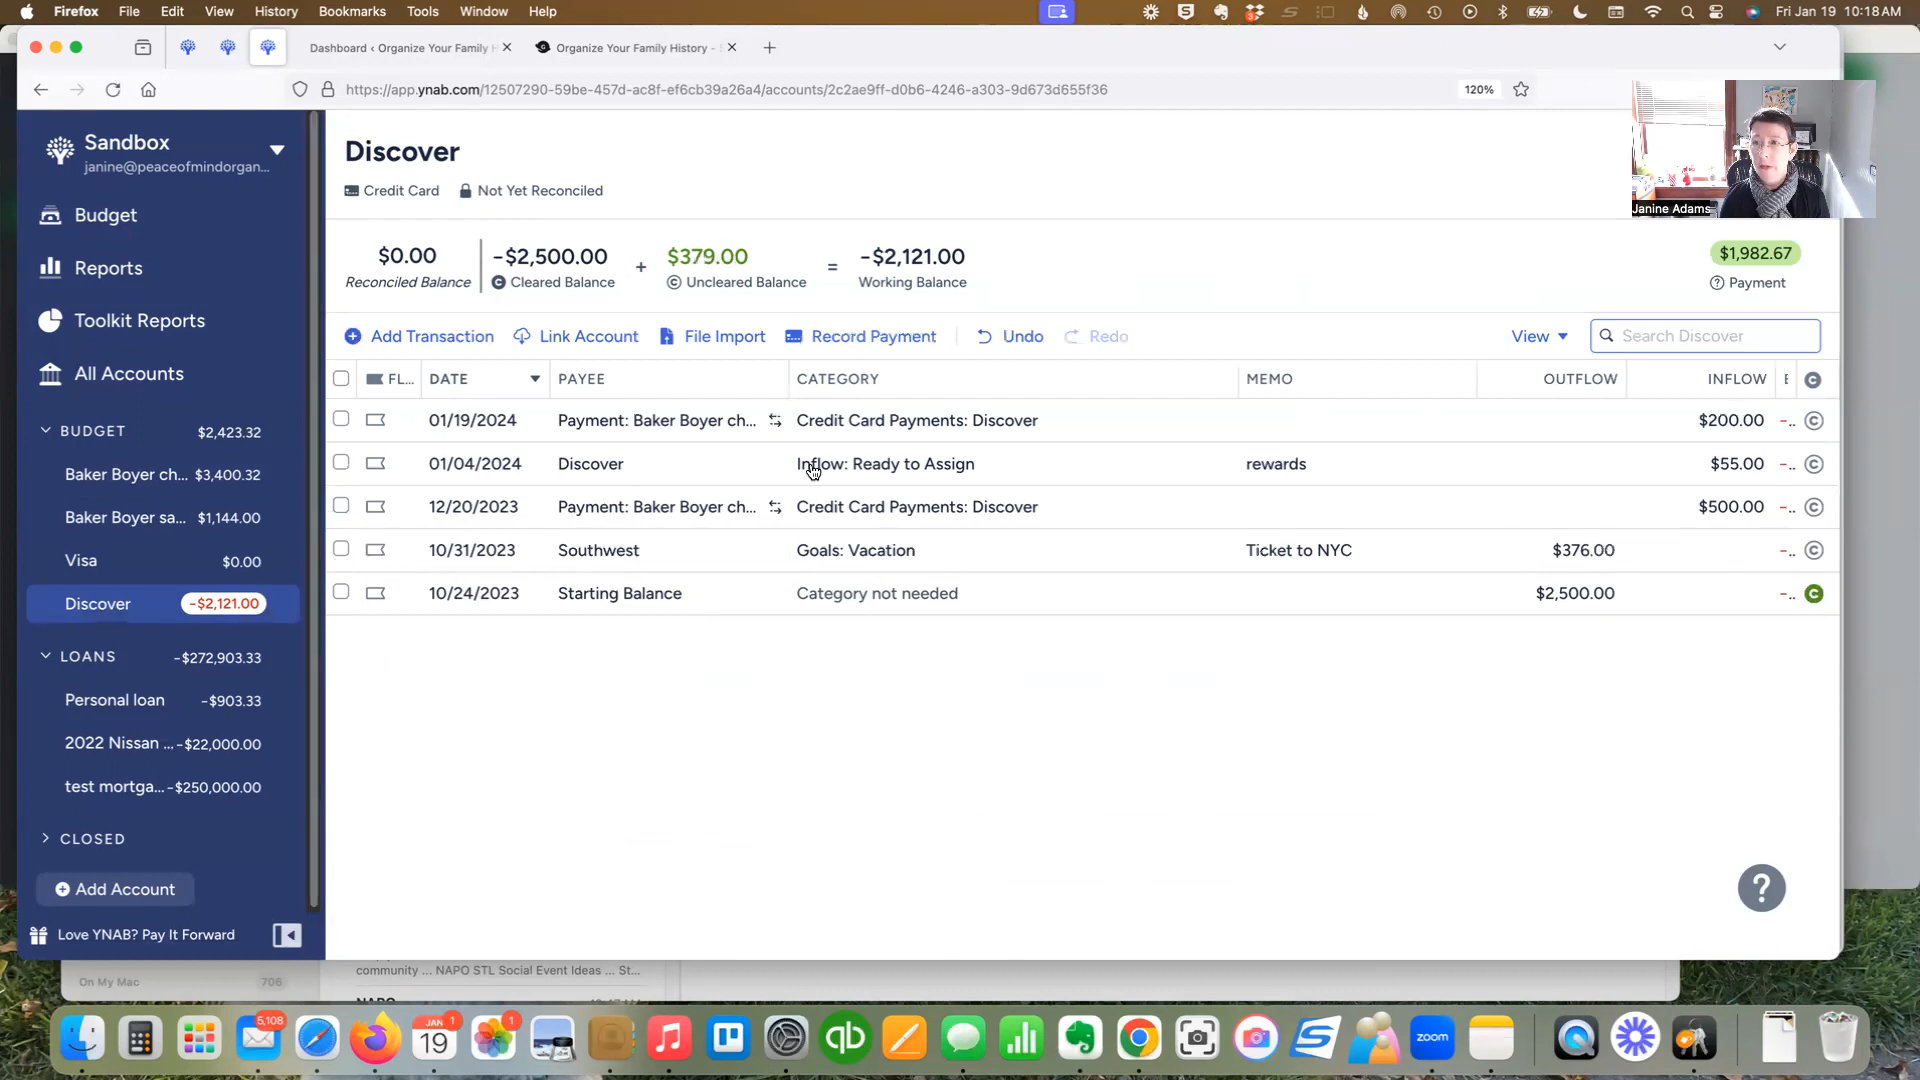 Firefox File Edit View History Bookmarks Tools Window Help Fri Jan 19 10:18 AM
Dashboard ‹ Organize Your Family H Organize Your Family History -
https://app.ynab.com/12507290-59be-457d-ac8f-ef6cb39a26a4/accounts/2c2ae9ff-d0b6-4246-a303-9d673d655f36 120%
Sandbox
janine@peaceofmindorgan...
Budget
Reports
Toolkit Reports
All Accounts
BUDGET $2,423.32
Baker Boyer ch... $3,400.32
Baker Boyer sa... $1,144.00
Visa $0.00
Discover -$2,121.00
LOANS -$272,903.33
Personal loan -$903.33
2022 Nissan ... -$22,000.00
test mortga... -$250,000.00
CLOSED
Add Account
Love YNAB? Pay It Forward
Discover
Credit Card Not Yet Reconciled
Janine Adams
$0.00 -$2,500.00 + $379.00 = -$2,121.00 $1,982.67
Reconciled Balance C Cleared Balance C Uncleared Balance Working Balance ? Payment
Add Transaction Link Account File Import Record Payment Undo Redo View Search Discover
FL... DATE PAYEE CATEGORY MEMO OUTFLOW INFLOW C
01/19/2024 Payment: Baker Boyer ch... Credit Card Payments: Discover $200.00 -.. C
01/04/2024 Discover Inflow: Ready to Assign rewards $55.00 -.. C
12/20/2023 Payment: Baker Boyer ch... Credit Card Payments: Discover $500.00 -.. C
10/31/2023 Southwest Goals: Vacation Ticket to NYC $376.00 -.. C
10/24/2023 Starting Balance Category not needed $2,500.00 -.. C
?
On My Mac 706
community ... NAPO STL Social Event Ideas ... St...
5,108 JAN 19 1 1 qb zoom